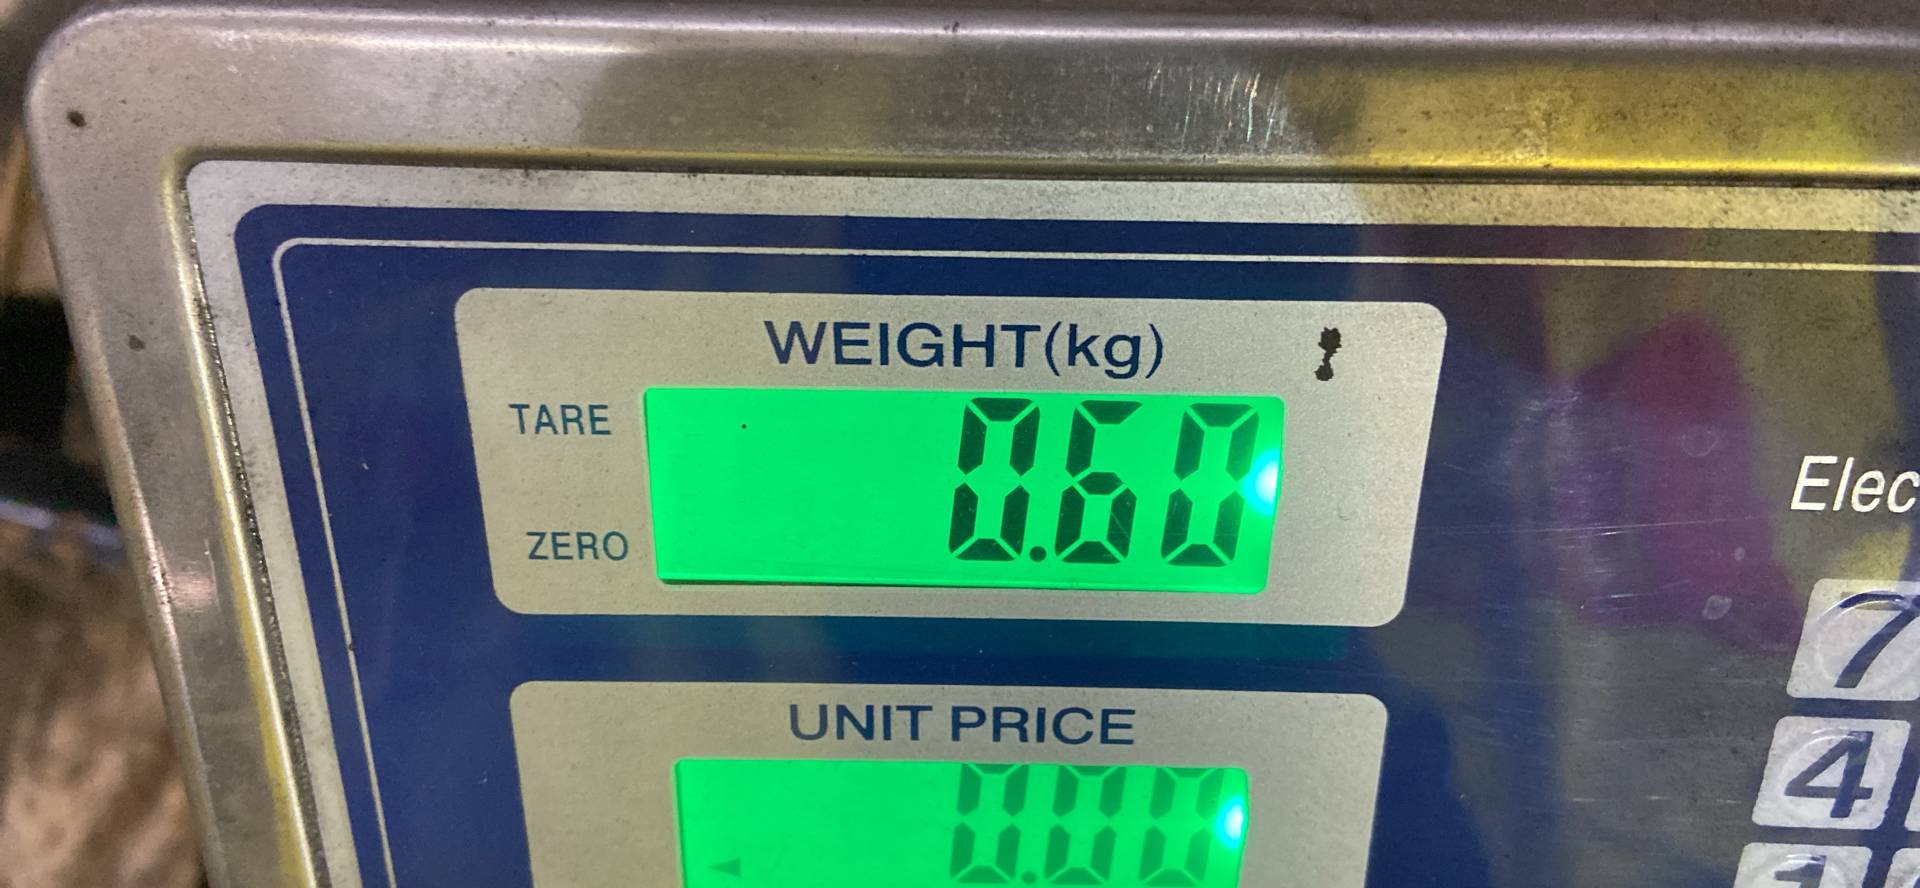 WEIGHT(kg)
TARE
0.60
ZERO
Elec
UNIT PRICE
0.00
7
4